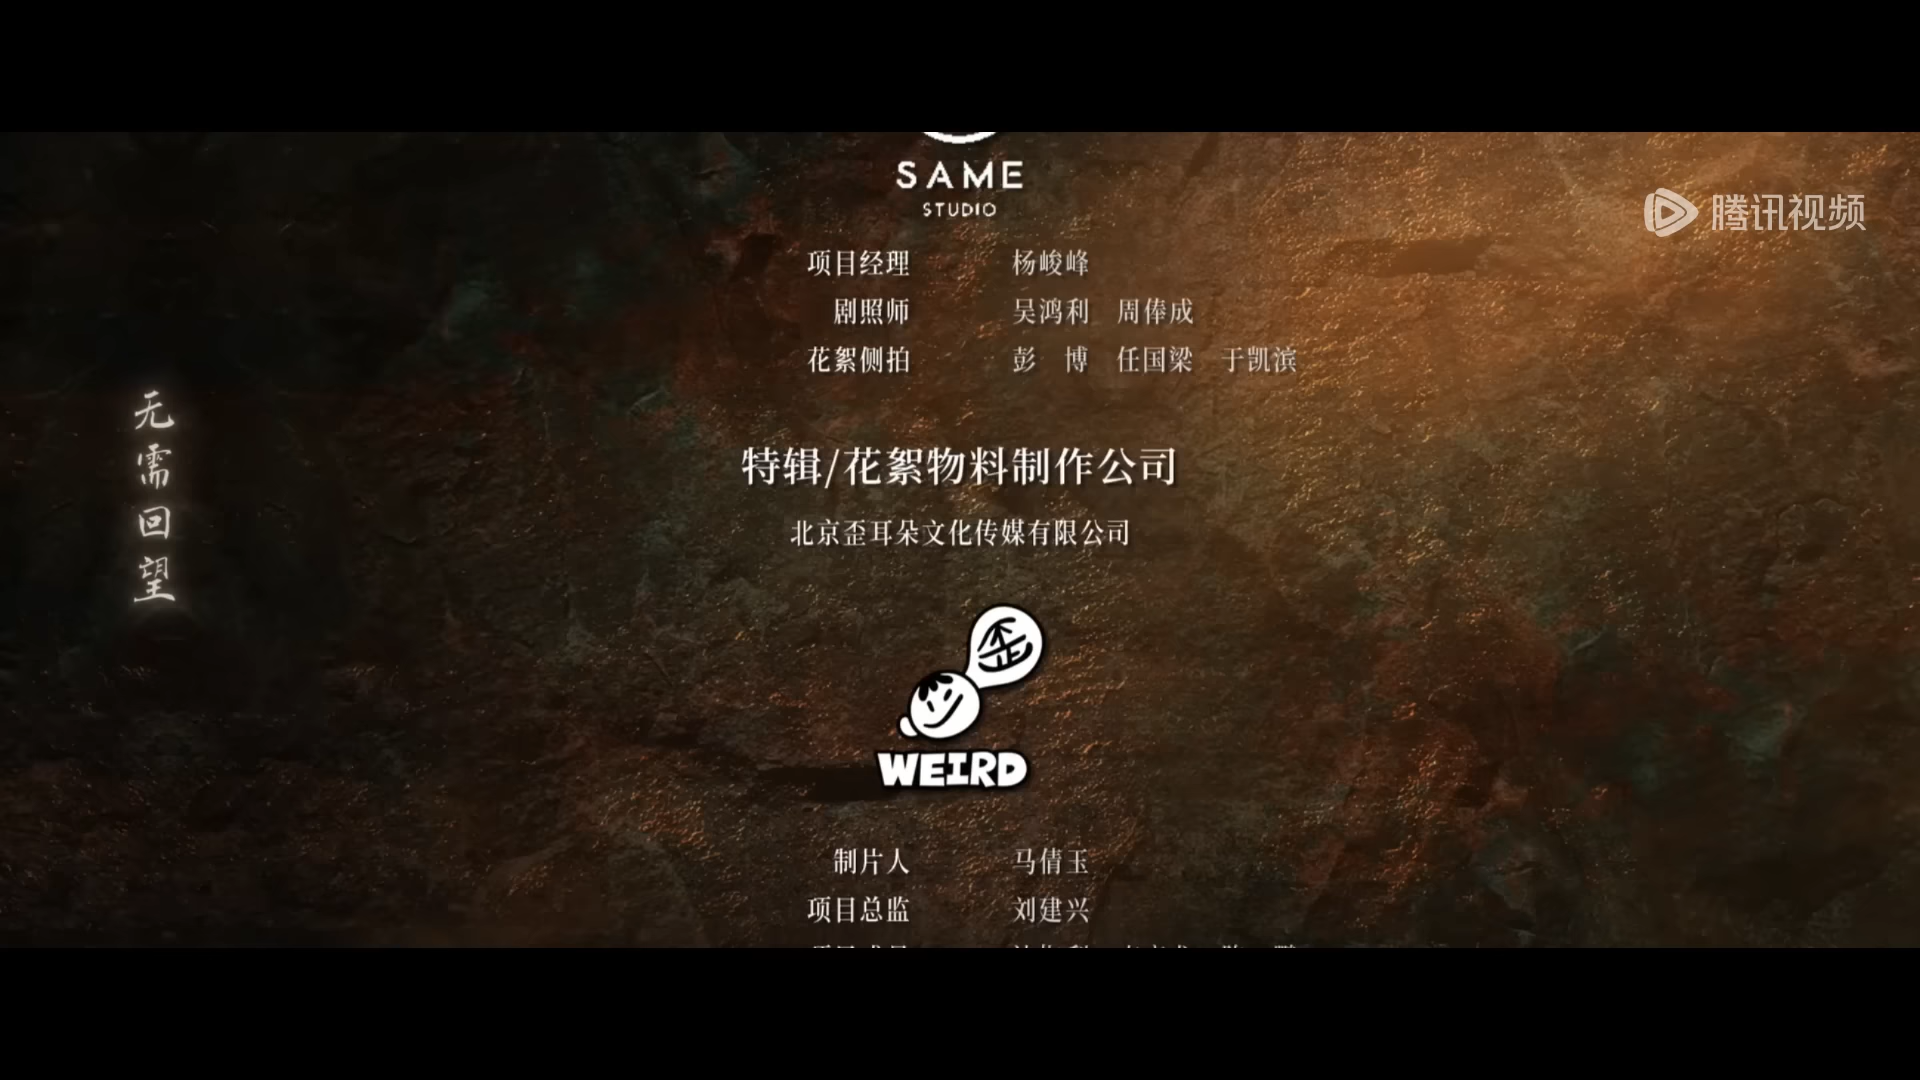 SAME
STUDIO
腾讯视频
项目经理 杨峻峰
剧照师 吴鸿利 周俸成
花絮侧拍 彭 博 任国梁 于凯滨
无需回望
特辑/花絮物料制作公司
北京歪耳朵文化传媒有限公司
歪
WEIRD
制片人 马倩玉
项目总监 刘建兴